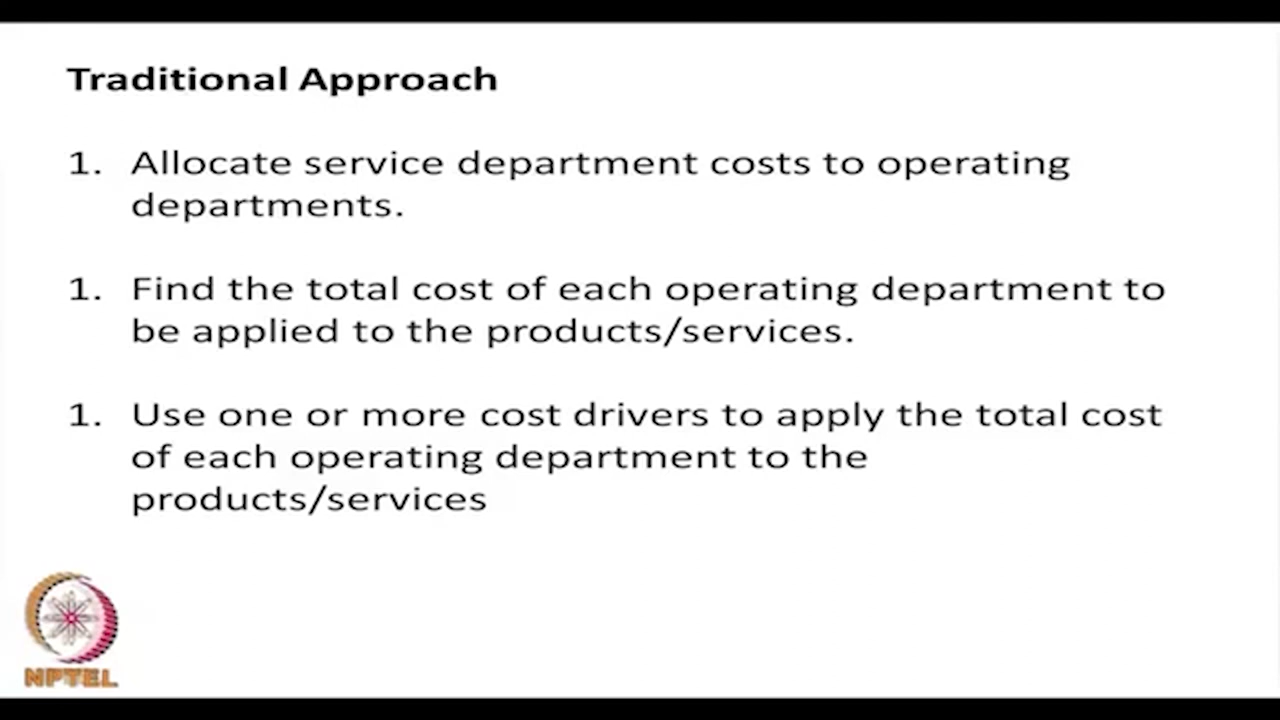 Traditional Approach
1. Allocate service department costs to operating
departments.
1. Find the total cost of each operating department to
be applied to the products/services.
1. Use one or more cost drivers to apply the total cost
of each operating department to the
products/services
NPTEL